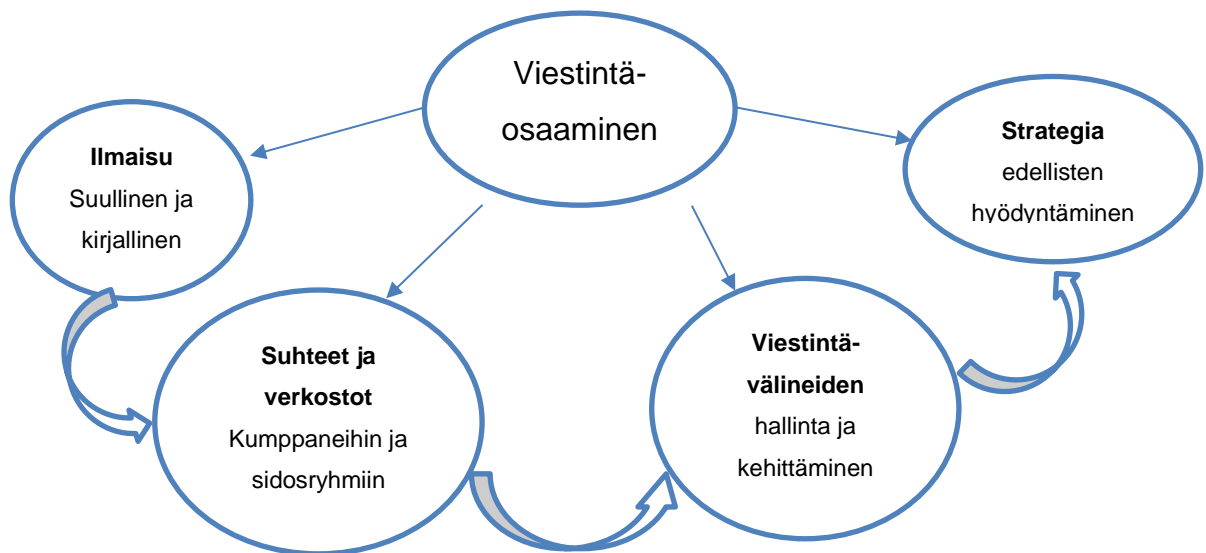 Viestintä-
osaaminen
Ilmaisu
Suullinen ja
kirjallinen
Suhteet ja
verkostot
Kumppaneihin ja
sidosryhmiin
Viestintä-
välineiden
hallinta ja
kehittäminen
Strategia
edellisten
hyödyntäminen